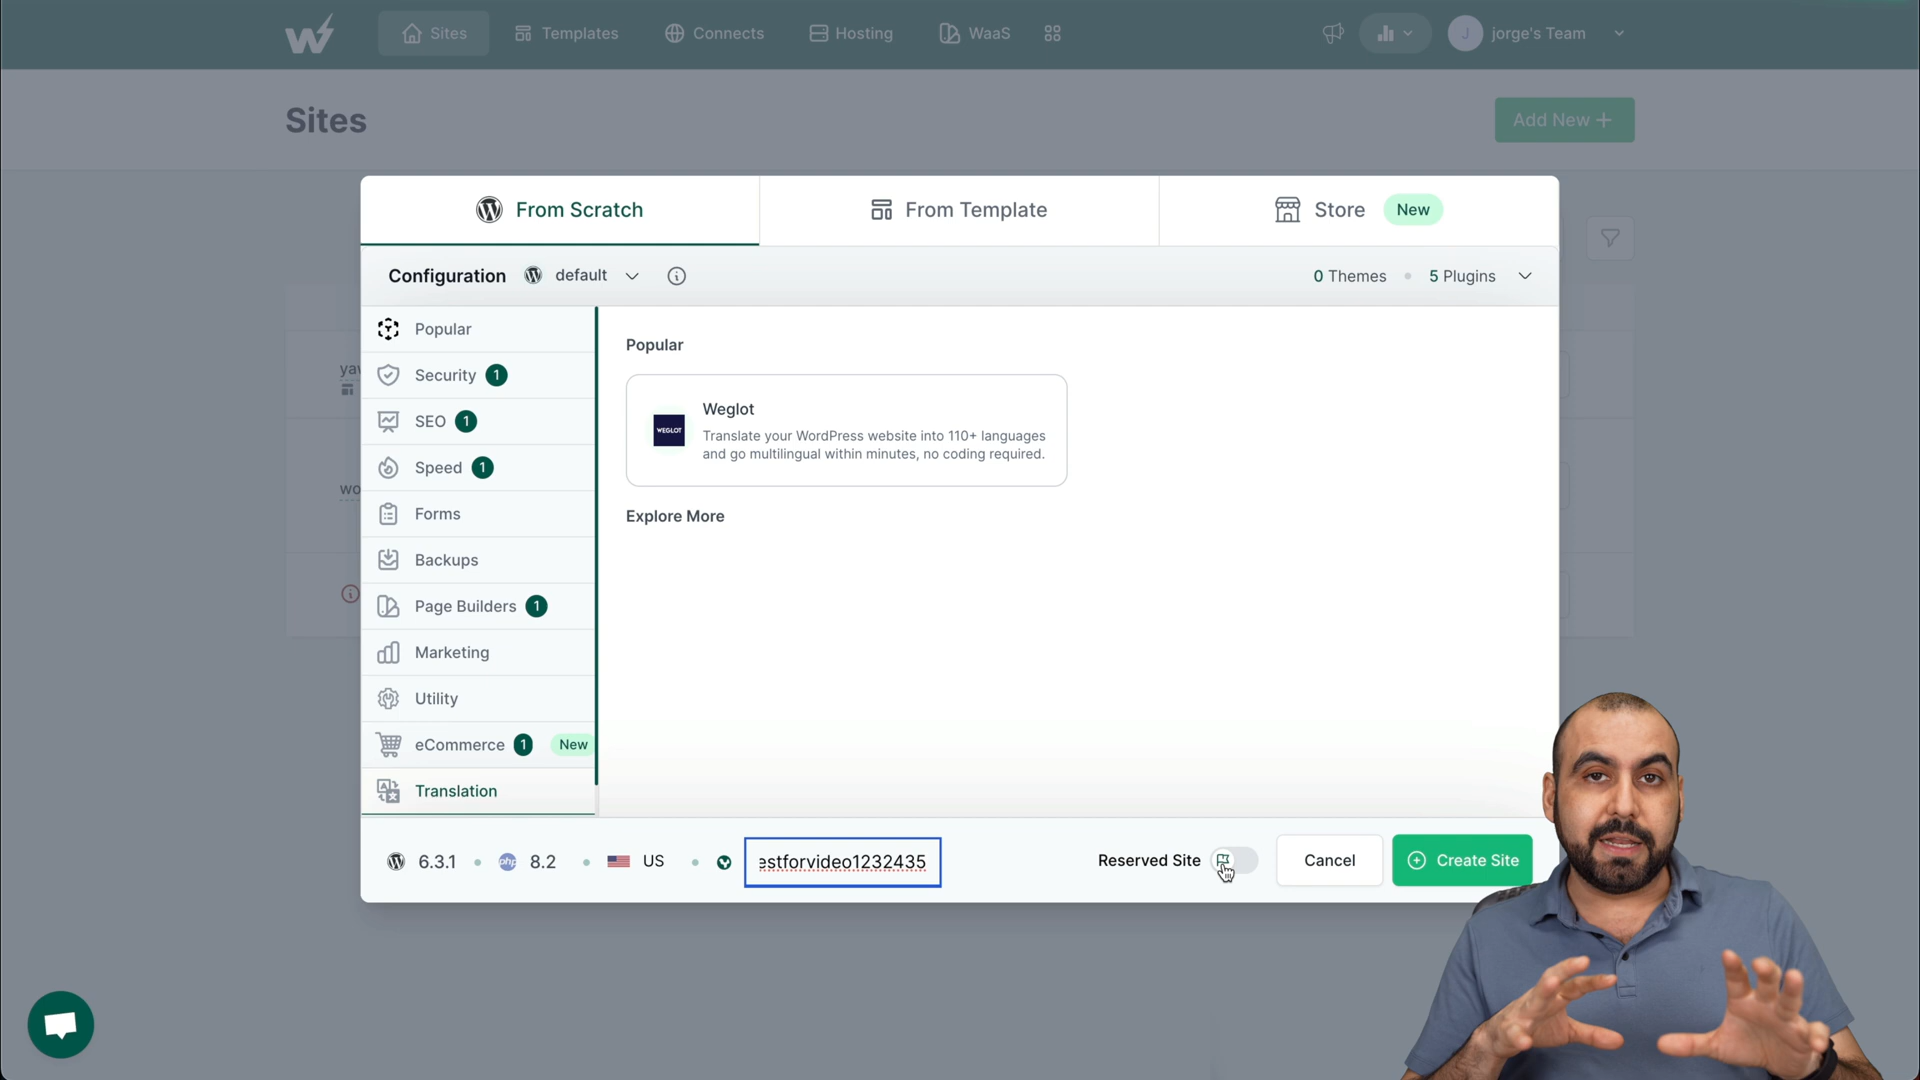 Sites
Templates
Connects
Hosting
WaaS
J
jorge's Team
Sites
Add New +
From Scratch
From Template
Store
New
Configuration
default
0 Themes
5 Plugins
Popular
Security 1
SEO 1
Speed 1
Forms
Backups
Page Builders 1
Marketing
Utility
eCommerce 1 New
Translation
Popular
WEGLOT
Weglot
Translate your WordPress website into 110+ languages
and go multilingual within minutes, no coding required.
Explore More
6.3.1
php 8.2
US
estforvideo1232435
Reserved Site
Cancel
Create Site